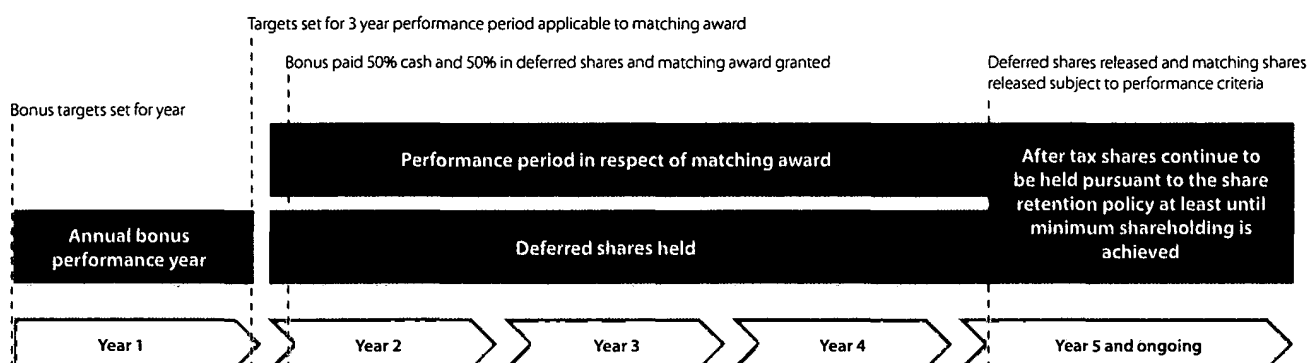 Targets set for 3 year performance period applicable to matching award
Bonus paid 50% cash and 50% in deferred shares and matching award granted
Deferred shares released and matching shares
released subject to performance criteria
Bonus targets set for year
Performance period in respect of matching award
After tax shares continue to
be held pursuant to the share
retention policy at least until
minimum shareholding is
achieved
Annual bonus
performance year
Deferred shares held
Year 1
Year 2
Year 3
Year 4
Year 5 and ongoing